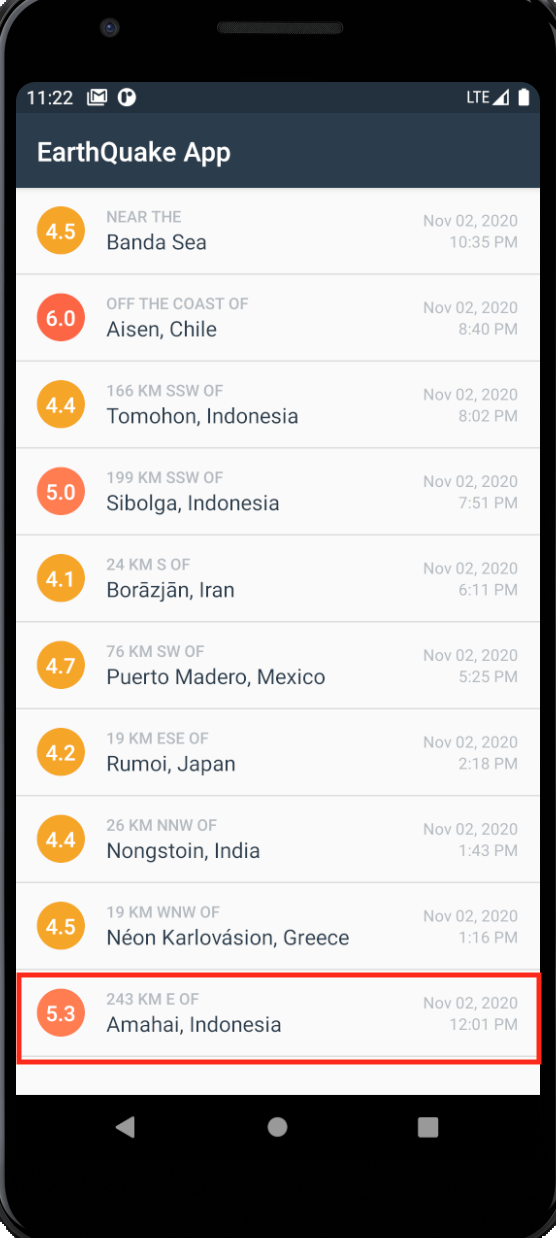 11:22
LTE
EarthQuake App
4.5
NEAR THE
Banda Sea
Nov 02, 2020
10:35 PM
6.0
OFF THE COAST OF
Aisen, Chile
Nov 02, 2020
8:40 PM
4.4
166 KM SSW OF
Tomohon, Indonesia
Nov 02, 2020
8:02 PM
5.0
199 KM SSW OF
Sibolga, Indonesia
Nov 02, 2020
7:51 PM
4.1
24 KM S OF
Borāzjān, Iran
Nov 02, 2020
6:11 PM
4.7
76 KM SW OF
Puerto Madero, Mexico
Nov 02, 2020
5:25 PM
4.2
19 KM ESE OF
Rumoi, Japan
Nov 02, 2020
2:18 PM
4.4
26 KM NNW OF
Nongstoin, India
Nov 02, 2020
1:43 PM
4.5
19 KM WNW OF
Néon Karlovásion, Greece
Nov 02, 2020
1:16 PM
5.3
243 KM E OF
Amahai, Indonesia
Nov 02, 2020
12:01 PM